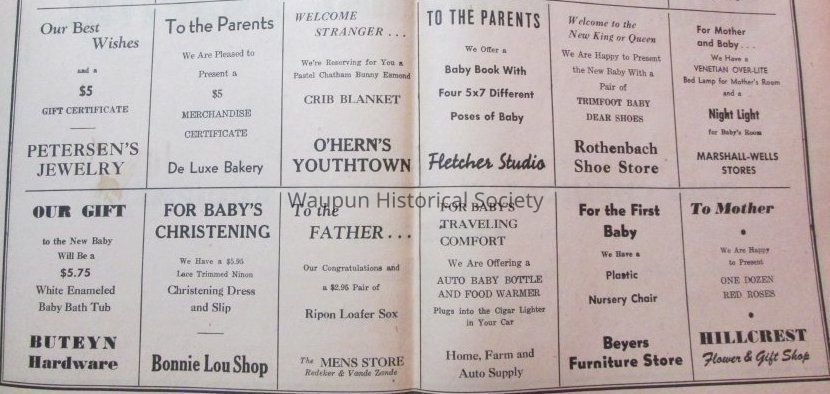 Our Best
Wishes
and a
$5
GIFT CERTIFICATE
PETERSEN'S
JEWELRY
To the Parents
We Are Pleased to
Present a
$5
MERCHANDISE
CERTIFICATE
De Luxe Bakery
WELCOME
STRANGER . . .
We're Reserving for You a
Pastel Chatham Bunny Esmond
CRIB BLANKET
O'HERN'S
YOUTHTOWN
TO THE PARENTS
We Offer a
Baby Book With
Four 5x7 Different
Poses of Baby
Fletcher Studio
Welcome to the
New King or Queen
We Are Happy to Present
the New Baby With a
Pair of
TRIMFOOT BABY
DEAR SHOES
Rothenbach
Shoe Store
For Mother
and Baby . . .
We Have a
VENETIAN OVER-LITE
Bed Lamp for Mother's Room
and a
Night Light
for Baby's Room
MARSHALL-WELLS
STORES
Waupun Historical Society
OUR GIFT
to the New Baby
Will Be a
$5.75
White Enameled
Baby Bath Tub
BUTEYN
Hardware
FOR BABY'S
CHRISTENING
We Have a $5.95
Lace Trimmed Ninon
Christening Dress
and Slip
Bonnie Lou Shop
To the
FATHER . . .
Our Congratulations and
a $2.95 Pair of
Ripon Loafer Sox
The MENS STORE
Redeker & Vande Zande
FOR BABY'S
TRAVELING
COMFORT
We Are Offering a
AUTO BABY BOTTLE
AND FOOD WARMER
Plugs into the Cigar Lighter
in Your Car
Home, Farm and
Auto Supply
For the First
Baby
We Have a
Plastic
Nursery Chair
Beyers
Furniture Store
To Mother
We Are Happy
to Present
ONE DOZEN
RED ROSES
HILLCREST
Flower & Gift Shop